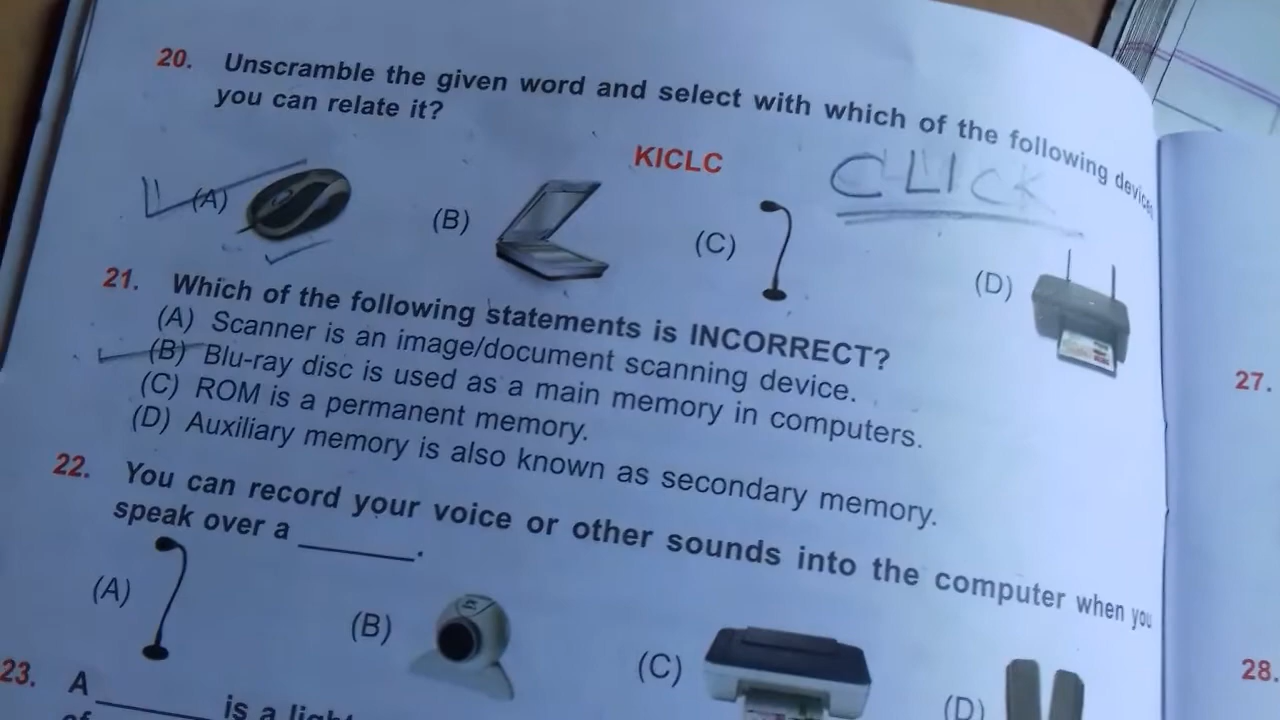 20. Unscramble the given word and select with which of the following
you can relate it?
KICLC
CLICK
(A) (B) (C) (D)
21. Which of the following statements is INCORRECT?
(A) Scanner is an image/document scanning device.
(B) Blu-ray disc is used as a main memory in computers.
(C) ROM is a permanent memory.
(D) Auxiliary memory is also known as secondary memory.
22. You can record your voice or other sounds into the computer when you
speak over a ______.
(A) (B) (C) (D)
23. A ______ is a
27.
28.